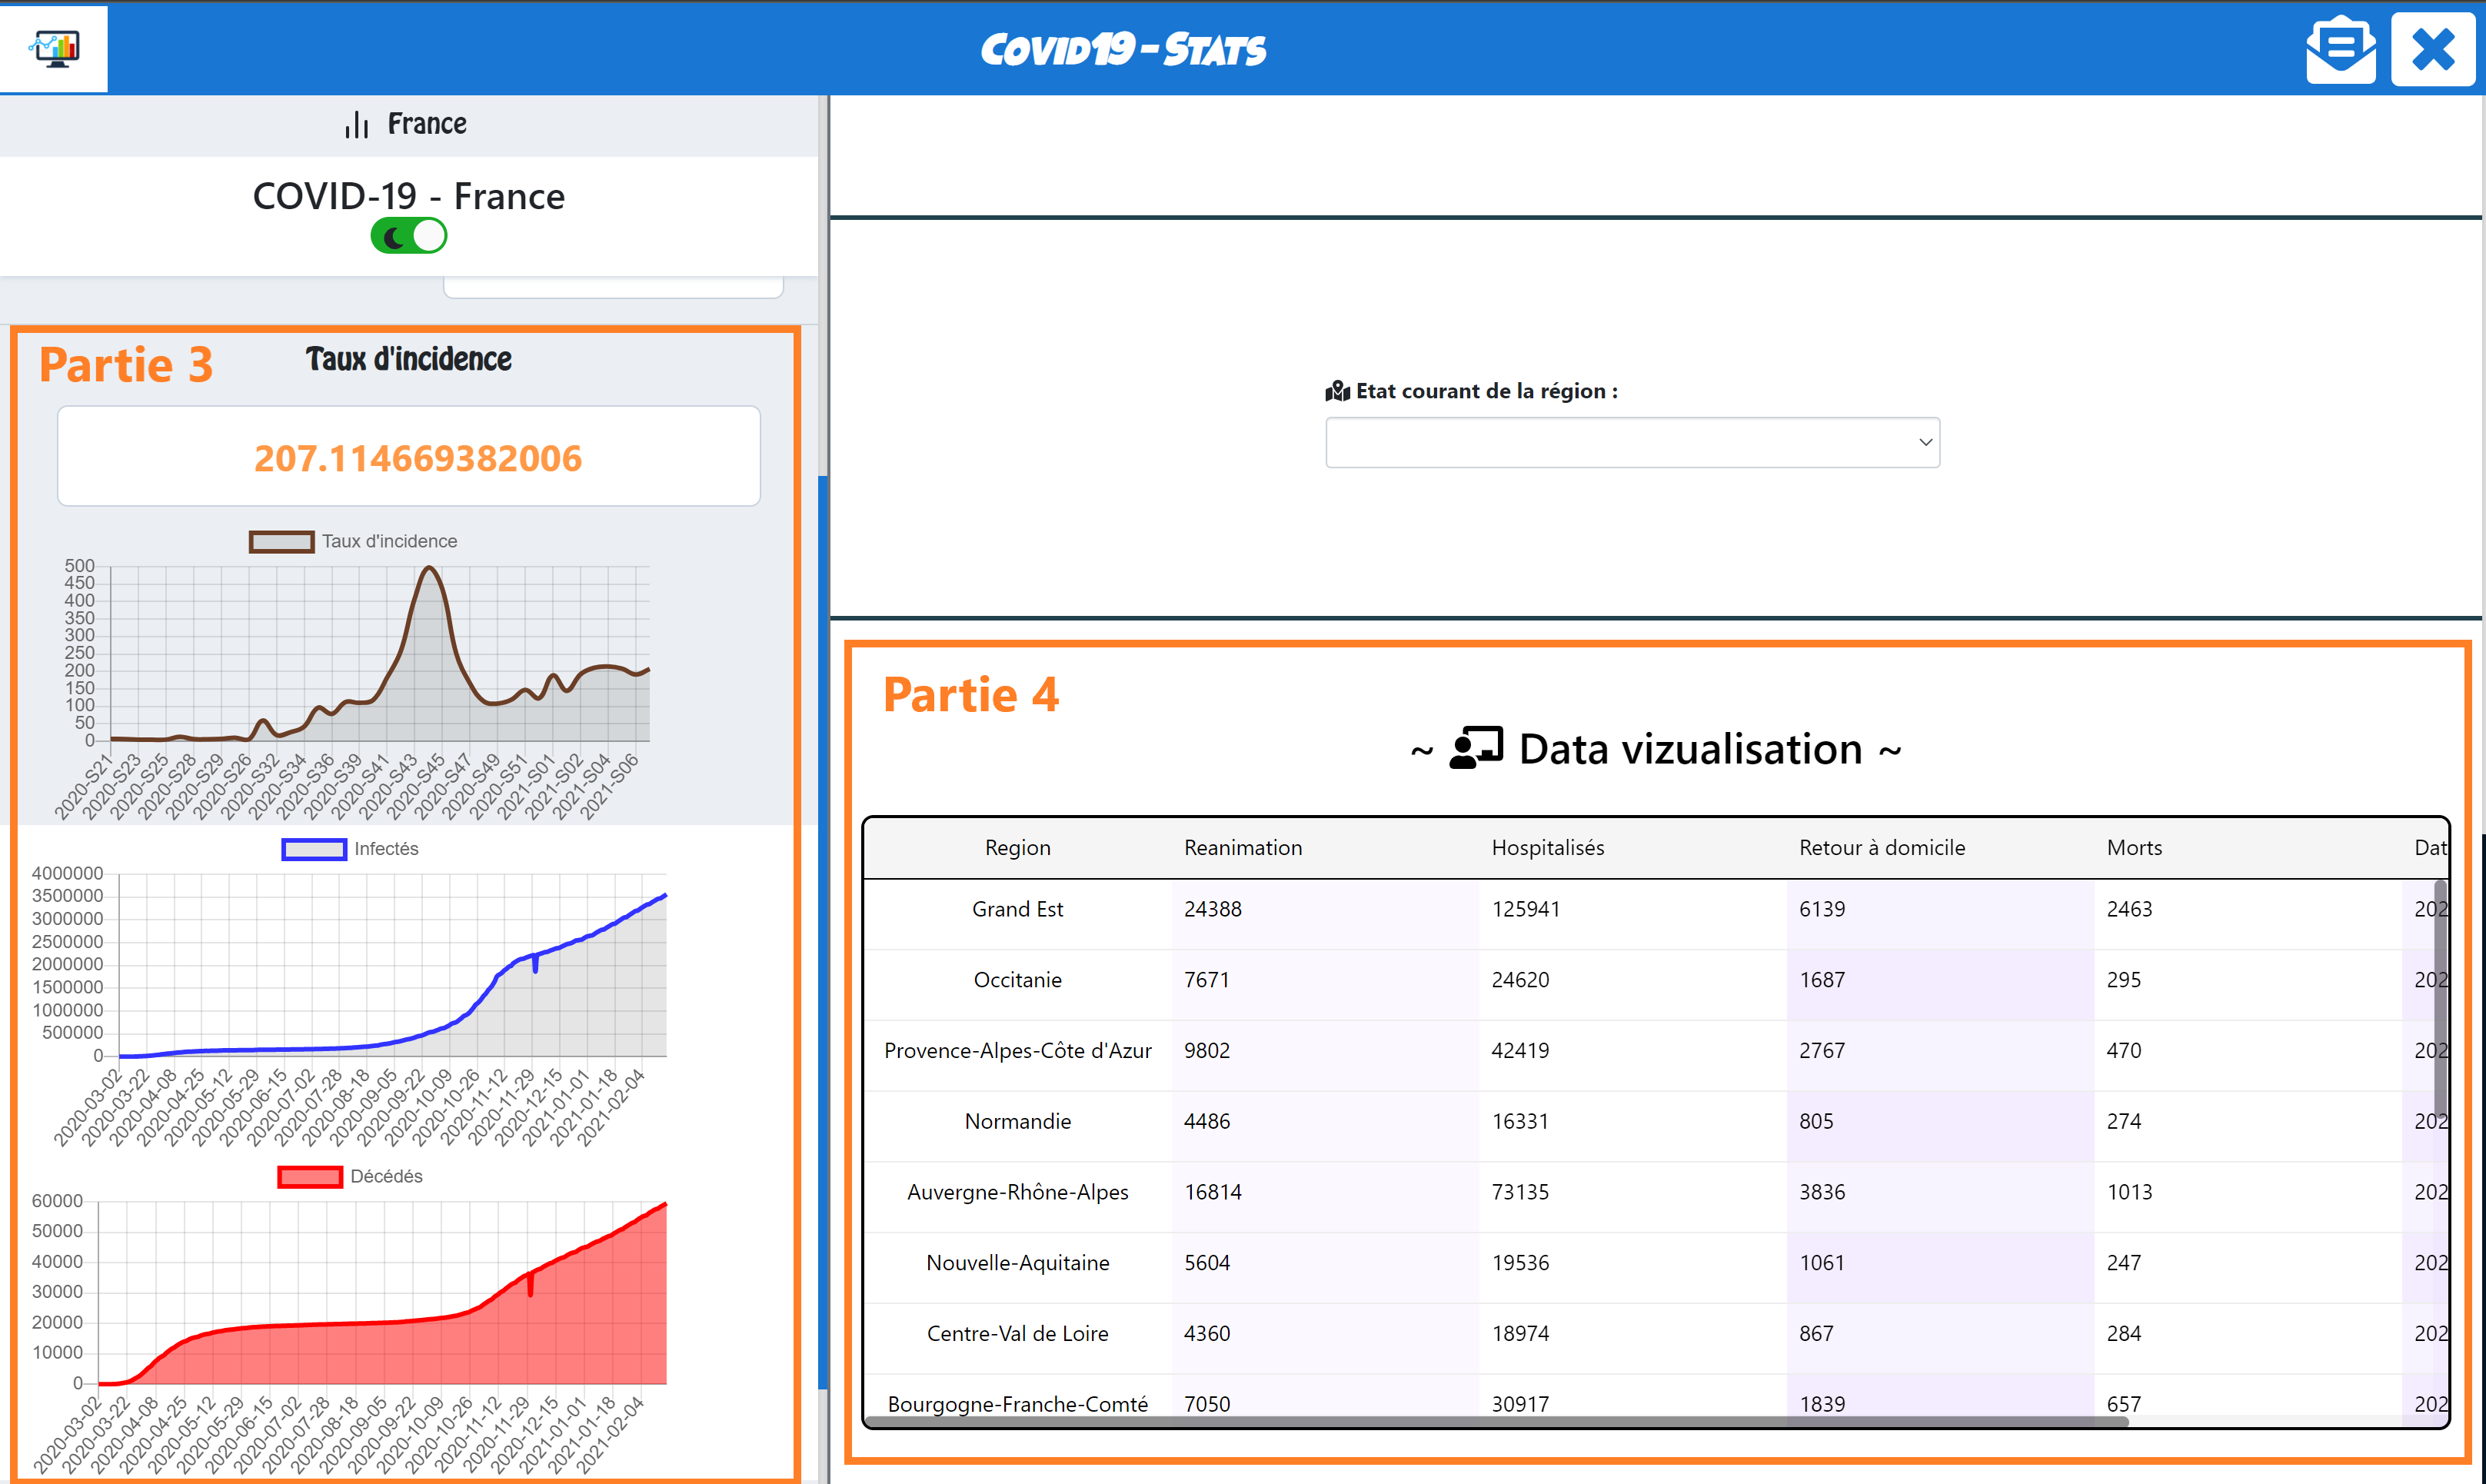 Covid19 - Stats
France
COVID-19 - France
Partie 3
Taux d'incidence
207.114669382006
Taux d'incidence
500
450
400
350
300
250
200
150
100
50
0
2020-S21
2020-S23
2020-S25
2020-S28
2020-S29
2020-S26
2020-S32
2020-S34
2020-S36
2020-S39
2020-S41
2020-S43
2020-S45
2020-S47
2020-S49
2020-S51
2021-S01
2021-S02
2021-S04
2021-S06
Infectés
4000000
3500000
3000000
2500000
2000000
1500000
1000000
500000
0
2020-03-02
2020-03-22
2020-04-08
2020-04-25
2020-05-12
2020-05-29
2020-06-15
2020-07-02
2020-07-28
2020-08-18
2020-09-05
2020-09-22
2020-10-09
2020-10-26
2020-11-12
2020-11-29
2020-12-15
2021-01-01
2021-01-18
2021-02-04
Décédés
60000
50000
40000
30000
20000
10000
0
2020-03-02
2020-03-22
2020-04-08
2020-04-25
2020-05-12
2020-05-29
2020-06-15
2020-07-02
2020-07-28
2020-08-18
2020-09-05
2020-09-22
2020-10-09
2020-10-26
2020-11-12
2020-11-29
2020-12-15
2021-01-01
2021-01-18
2021-02-04
Etat courant de la région :
Partie 4
~ Data vizualisation ~
Region Reanimation Hospitalisés Retour à domicile Morts Dat
Grand Est 24388 125941 6139 2463 202
Occitanie 7671 24620 1687 295 202
Provence-Alpes-Côte d'Azur 9802 42419 2767 470 202
Normandie 4486 16331 805 274 202
Auvergne-Rhône-Alpes 16814 73135 3836 1013 202
Nouvelle-Aquitaine 5604 19536 1061 247 202
Centre-Val de Loire 4360 18974 867 284 202
Bourgogne-Franche-Comté 7050 30917 1839 657 202